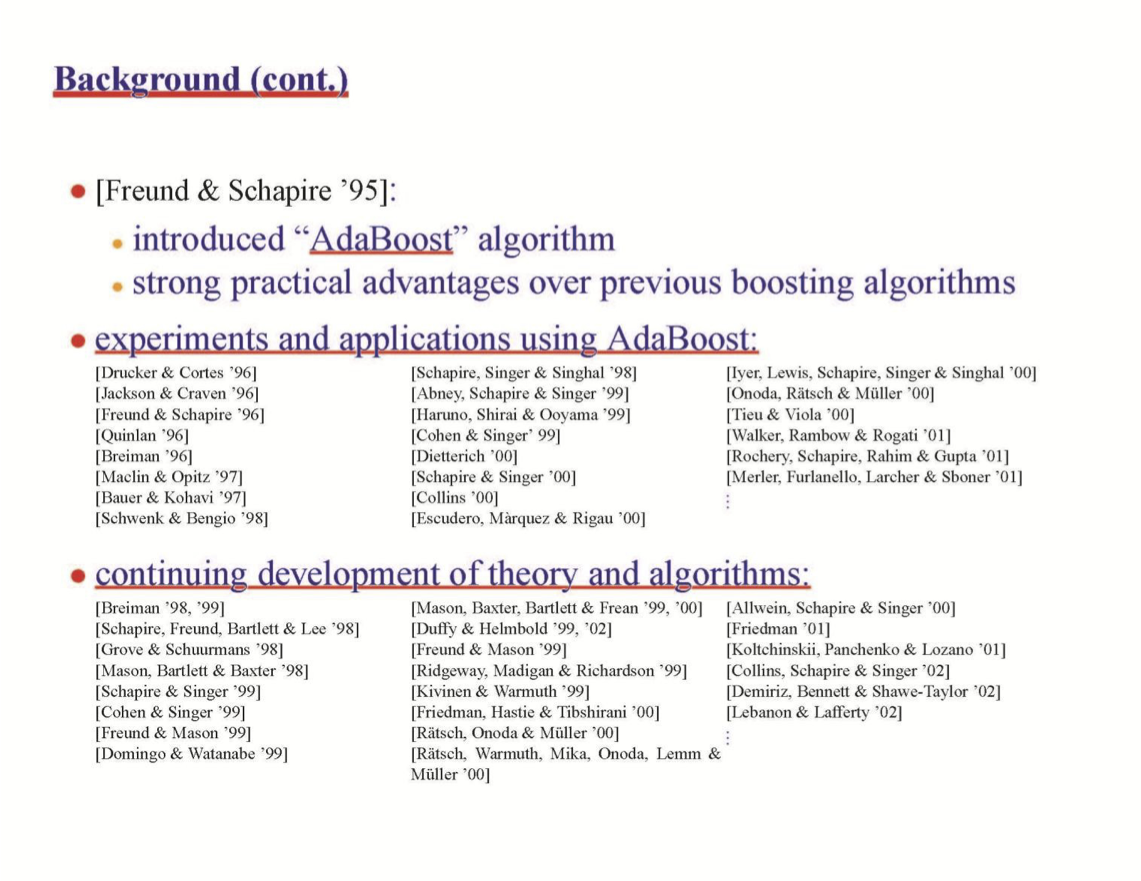 Background (cont.)
• [Freund & Schapire ’95]:
• introduced “AdaBoost” algorithm
• strong practical advantages over previous boosting algorithms
• experiments and applications using AdaBoost:
[Drucker & Cortes ’96]
[Jackson & Craven ’96]
[Freund & Schapire ’96]
[Quinlan ’96]
[Breiman ’96]
[Maclin & Opitz ’97]
[Bauer & Kohavi ’97]
[Schwenk & Bengio ’98]
[Schapire, Singer & Singhal ’98]
[Abney, Schapire & Singer ’99]
[Haruno, Shirai & Ooyama ’99]
[Cohen & Singer’ 99]
[Dietterich ’00]
[Schapire & Singer ’00]
[Collins ’00]
[Escudero, Màrquez & Rigau ’00]
[Iyer, Lewis, Schapire, Singer & Singhal ’00]
[Onoda, Rätsch & Müller ’00]
[Tieu & Viola ’00]
[Walker, Rambow & Rogati ’01]
[Rochery, Schapire, Rahim & Gupta ’01]
[Merler, Furlanello, Larcher & Sboner ’01]
⋮
• continuing development of theory and algorithms:
[Breiman ’98, ’99]
[Schapire, Freund, Bartlett & Lee ’98]
[Grove & Schuurmans ’98]
[Mason, Bartlett & Baxter ’98]
[Schapire & Singer ’99]
[Cohen & Singer ’99]
[Freund & Mason ’99]
[Domingo & Watanabe ’99]
[Mason, Baxter, Bartlett & Frean ’99, ’00]
[Duffy & Helmbold ’99, ’02]
[Freund & Mason ’99]
[Ridgeway, Madigan & Richardson ’99]
[Kivinen & Warmuth ’99]
[Friedman, Hastie & Tibshirani ’00]
[Rätsch, Onoda & Müller ’00]
[Rätsch, Warmuth, Mika, Onoda, Lemm &
Müller ’00]
[Allwein, Schapire & Singer ’00]
[Friedman ’01]
[Koltchinskii, Panchenko & Lozano ’01]
[Collins, Schapire & Singer ’02]
[Demiriz, Bennett & Shawe-Taylor ’02]
[Lebanon & Lafferty ’02]
⋮